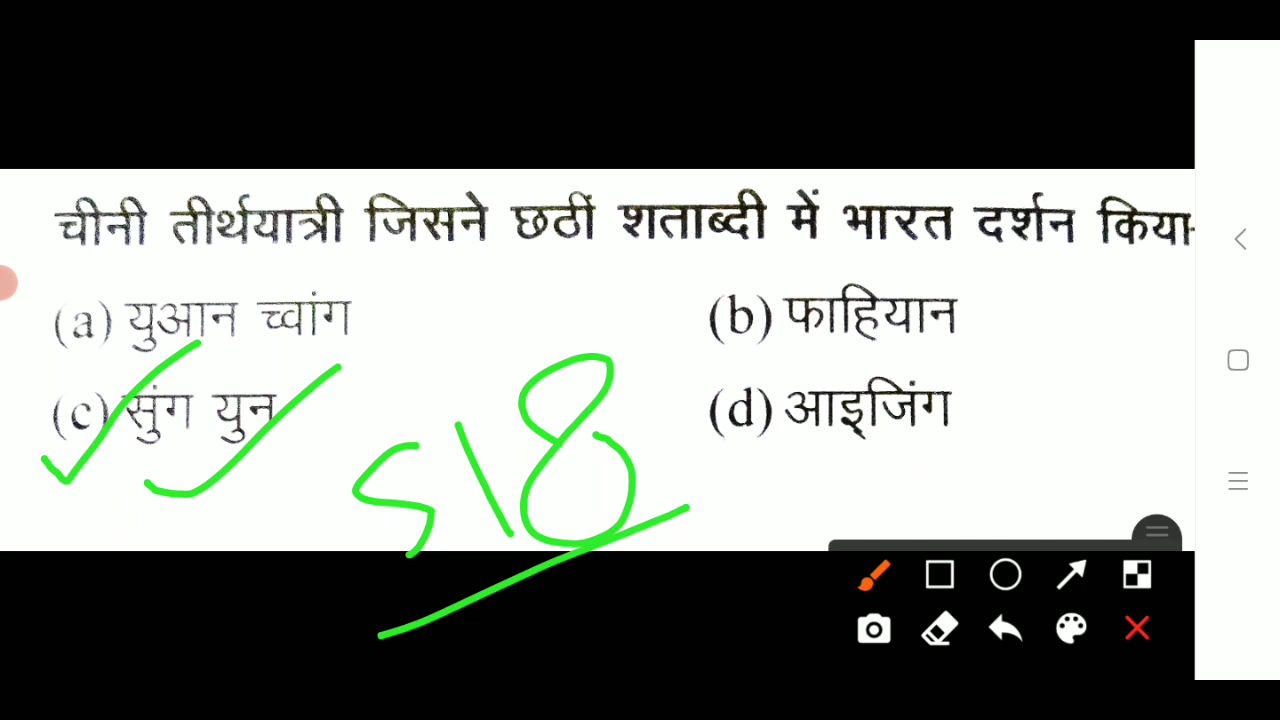 चीनी तीर्थयात्री जिसने छठीं शताब्दी में भारत दर्शन किया-
(a) युआन च्वांग
(b) फाहियान
(c) सुंग युन
(d) आइजिंग
518